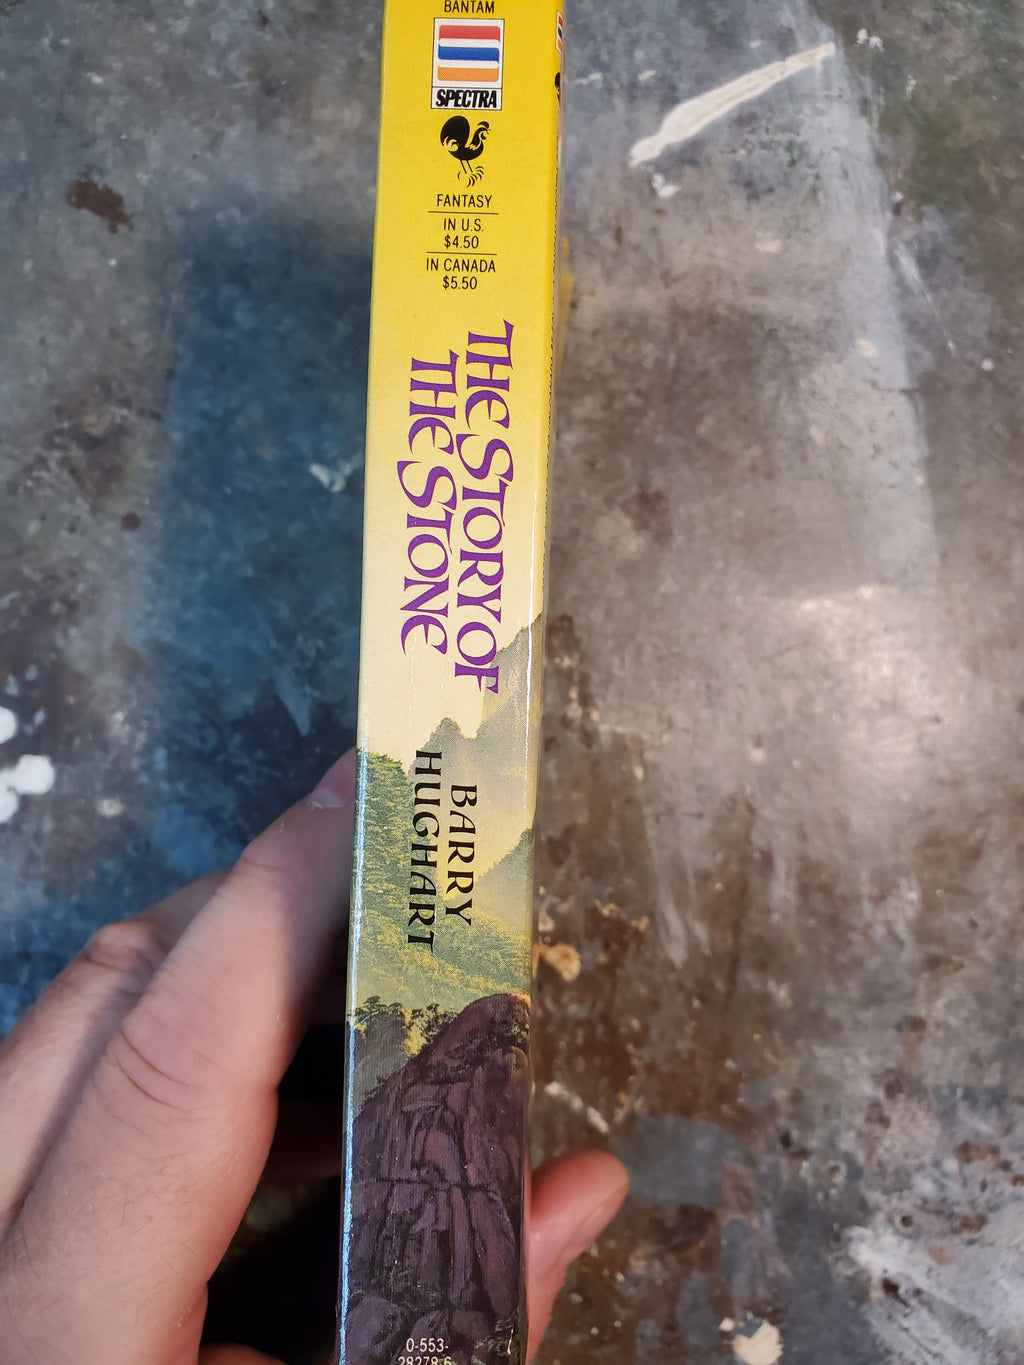 BANTAM
SPECTRA
FANTASY
IN U.S.
$4.50
IN CANADA
$5.50
THE STORY OF
THE STONE
BARRY
HUGHART
0-553-
28278-6